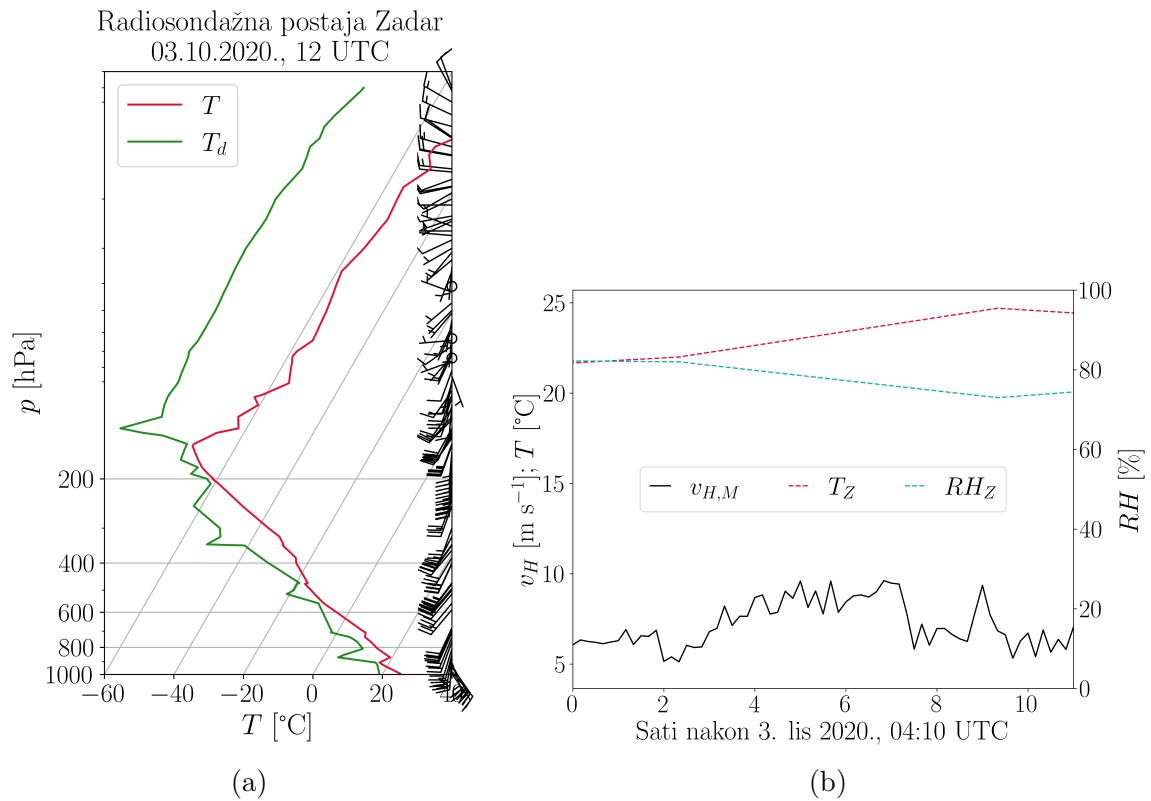 Radiosondažna postaja Zadar
03.10.2020., 12 UTC
T
T_d
p [hPa]
200
400
600
800
1000
−60 −40 −20 0 20 40
T [°C]
(a)
25
20
15
10
5
v_H [m s⁻¹]; T [°C]
100
80
60
40
20
0
RH [%]
v_{H,M} T_Z RH_Z
0 2 4 6 8 10
Sati nakon 3. lis 2020., 04:10 UTC
(b)